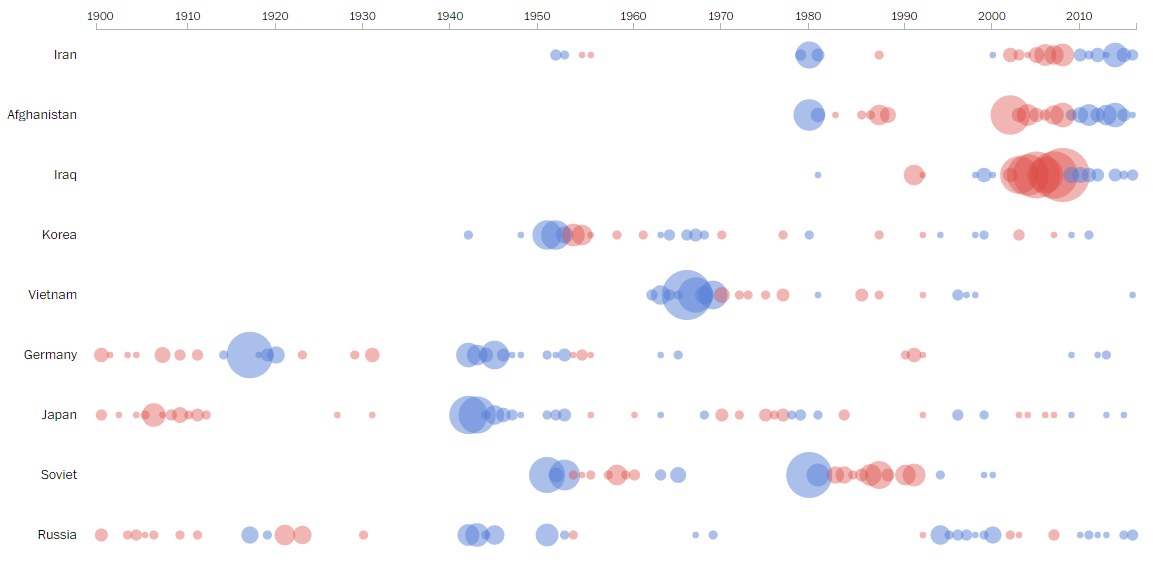 1900 1910 1920 1930 1940 1950 1960 1970 1980 1990 2000 2010
Iran
Afghanistan
Iraq
Korea
Vietnam
Germany
Japan
Soviet
Russia